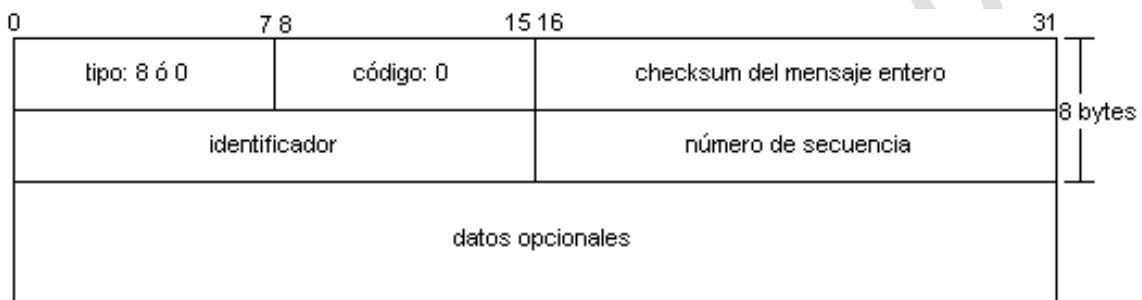 0 7 8 15 16 31
tipo: 8 ó 0 código: 0 checksum del mensaje entero
8 bytes
identificador número de secuencia
datos opcionales